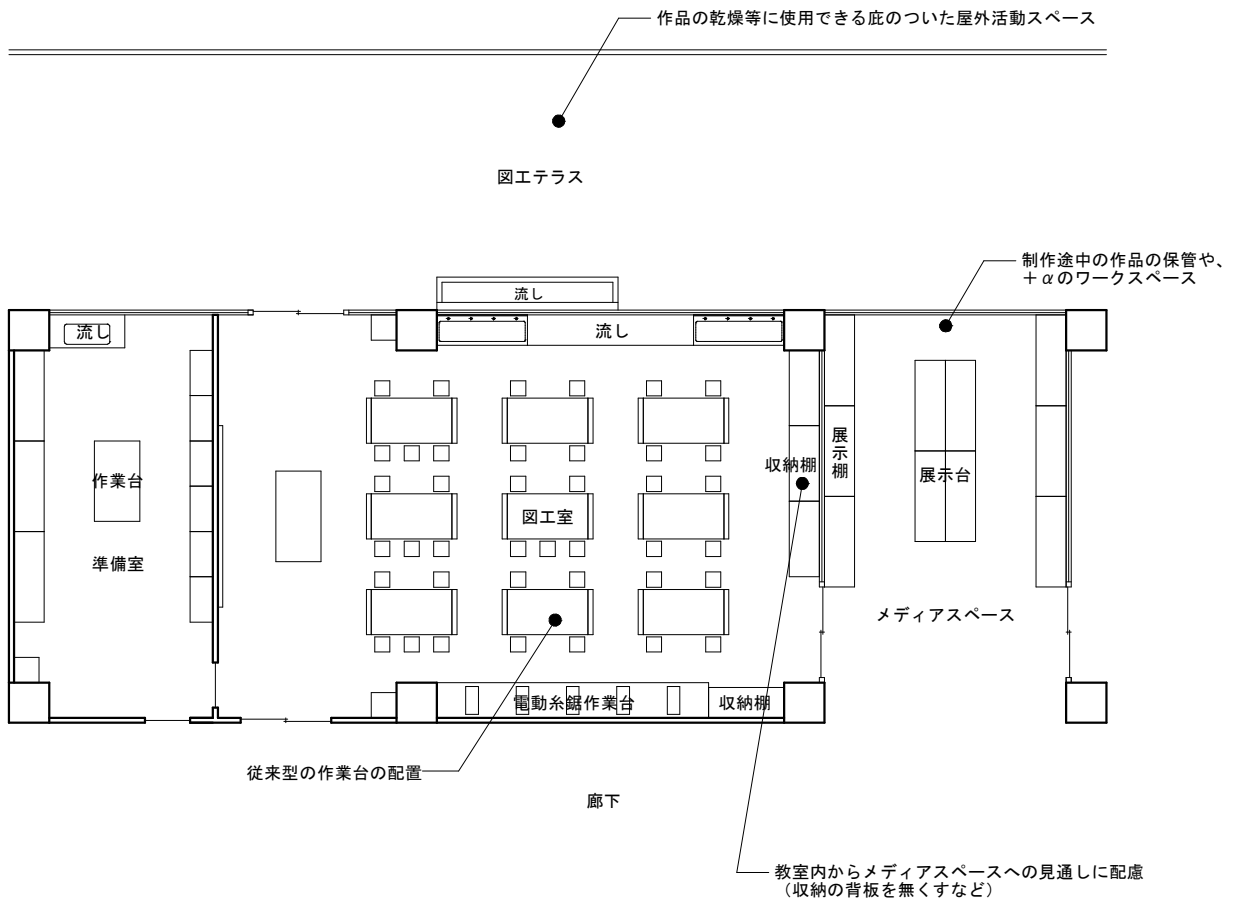 作品の乾燥等に使用できる庇のついた屋外活動スペース
図工テラス
制作途中の作品の保管や、
＋αのワークスペース
流し
流し
流し
展示棚
収納棚
展示台
作業台
図工室
準備室
メディアスペース
電動糸鋸作業台
収納棚
従来型の作業台の配置
廊下
教室内からメディアスペースへの見通しに配慮
（収納の背板を無くすなど）